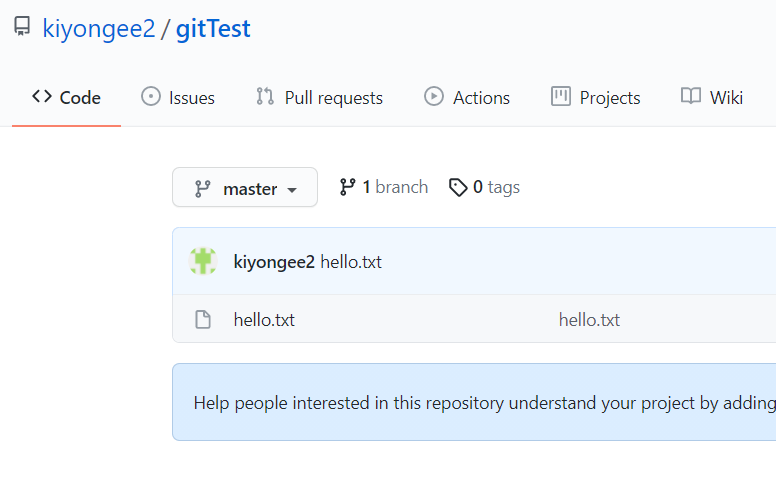 kiyongee2 / gitTest
Code Issues Pull requests Actions Projects Wiki
master 1 branch 0 tags
kiyongee2 hello.txt
hello.txt hello.txt
Help people interested in this repository understand your project by adding